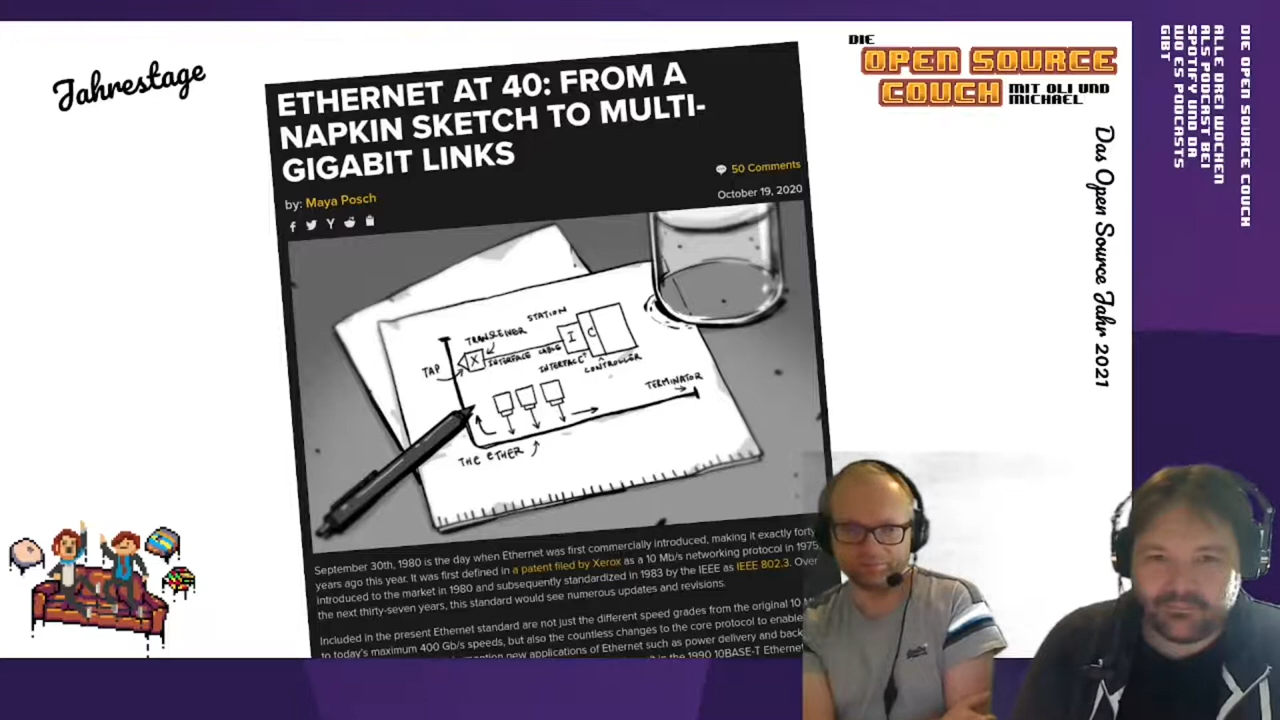 Jahrestage
ETHERNET AT 40: FROM A
NAPKIN SKETCH TO MULTI-
GIGABIT LINKS
50 Comments
by: Maya Posch
October 19, 2020
STATION
TRANSCEIVER
TAP
X
INTERFACE CABLE
I
C
INTERFACE
CONTROLLER
TERMINATOR
THE ETHER
September 30th, 1980 is the day when Ethernet was first commercially introduced, making it exactly forty
years ago this year. It was first defined in a patent filed by Xerox as a 10 Mb/s networking protocol in 1975,
introduced to the market in 1980 and subsequently standardized in 1983 by the IEEE as IEEE 802.3. Over
the next thirty-seven years, this standard would see numerous updates and revisions.
Included in the present Ethernet standard are not just the different speed grades from the original 10
to today's maximum 400 Gb/s speeds, but also the countless changes to the core protocol to enable
new applications of Ethernet such as power delivery and back
in the 1990 10BASE-T Ethernet
DIE
OPEN SOURCE
COUCH MIT OLI UND
MICHAEL
Das Open Source Jahr 2021
DIE OPEN SOURCE COUCH
ALLE DREI WOCHEN
ALS PODCAST BEI
SPOTIFY UND DA
WO ES PODCASTS
GIBT